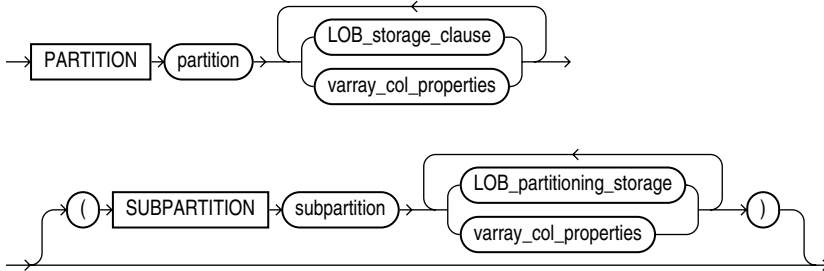 LOB_storage_clause
PARTITION partition
varray_col_properties
LOB_partitioning_storage
( SUBPARTITION subpartition )
varray_col_properties